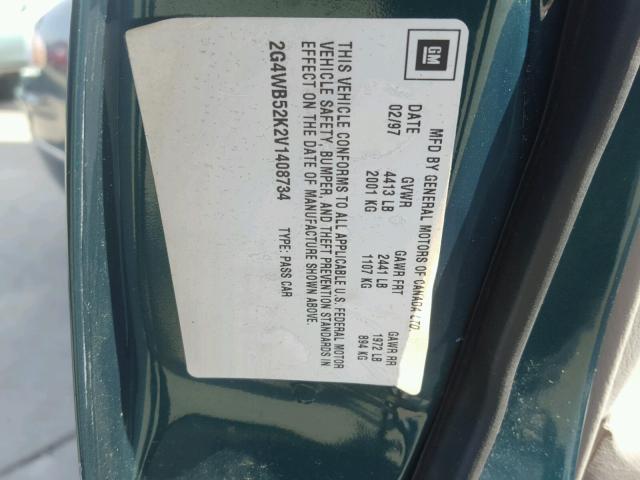 GM
MFD BY GENERAL MOTORS OF CANADA LTD.
DATE GVWR GAWR FRT GAWR RR
02/97 4413 LB 2441 LB 1972 LB
2001 KG 1107 KG 894 KG
THIS VEHICLE CONFORMS TO ALL APPLICABLE U.S. FEDERAL MOTOR
VEHICLE SAFETY, BUMPER, AND THEFT PREVENTION STANDARDS IN
EFFECT ON THE DATE OF MANUFACTURE SHOWN ABOVE.
2G4WB52K2V1408734 TYPE: PASS CAR